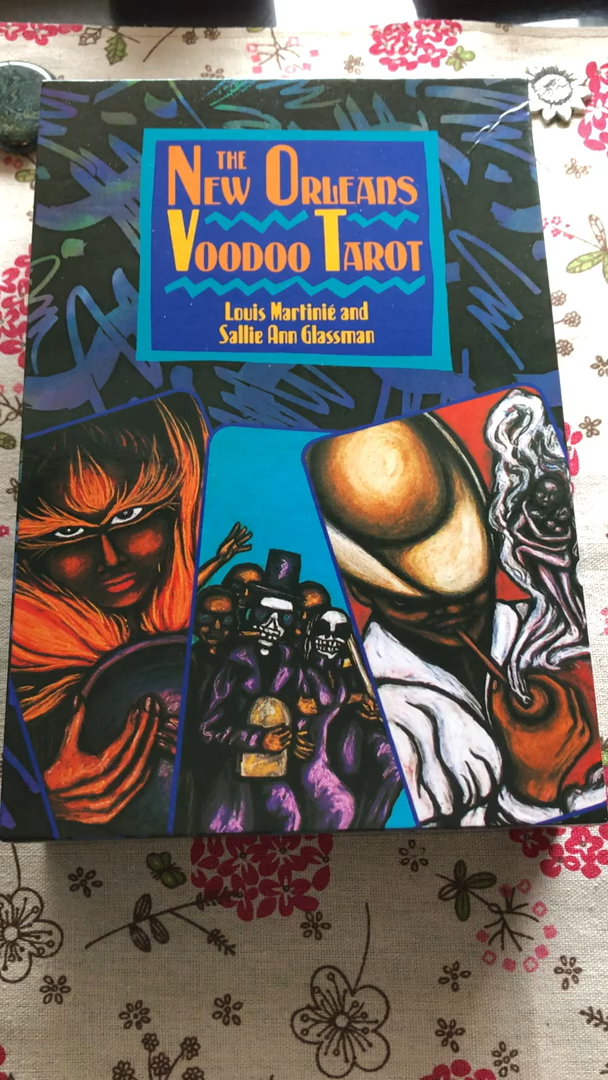 THE
NEW ORLEANS
VOODOO TAROT
Louis Martinié and
Sallie Ann Glassman